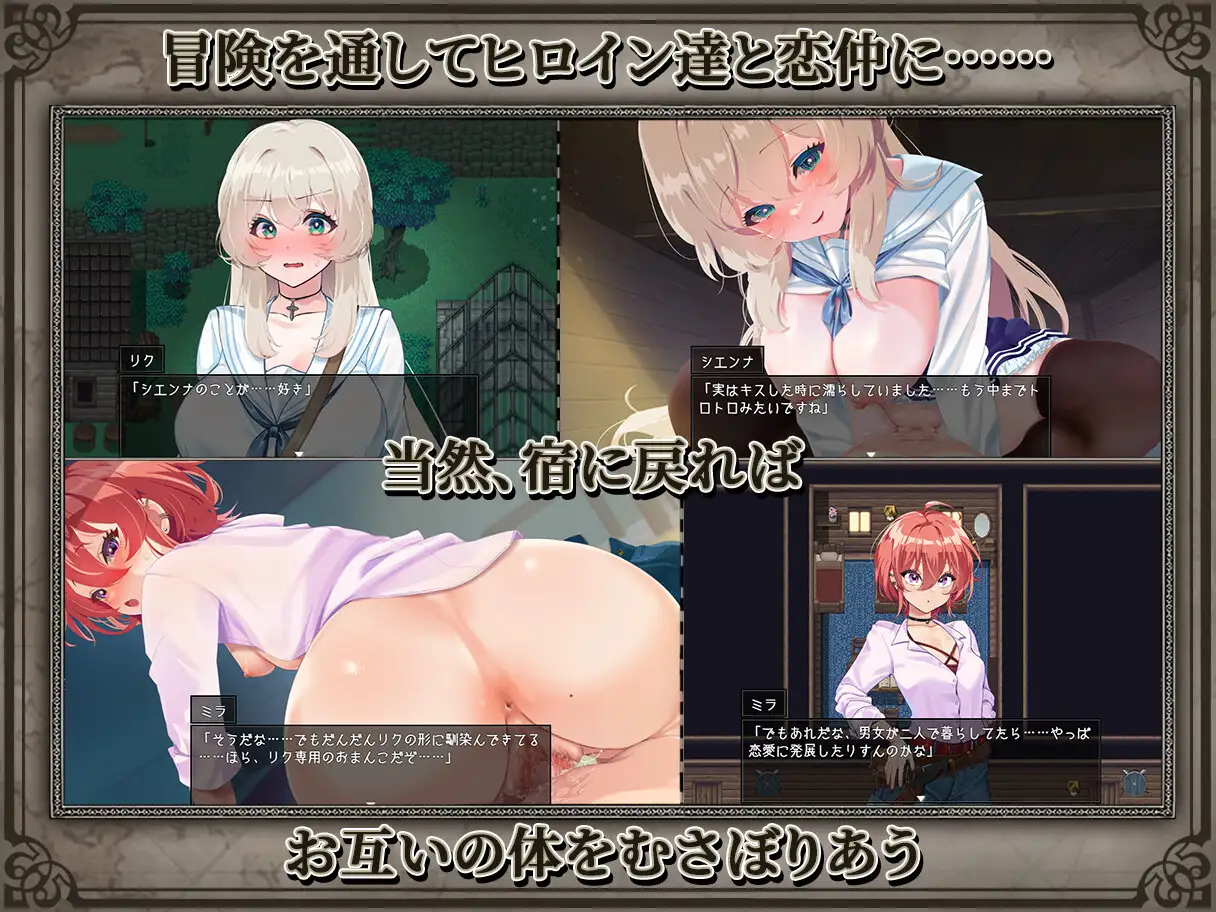 冒険を通してヒロイン達と恋仲に……
リク
「シエンナのことが……好き」
シエンナ
「実はキスした時に濡らしていました……もう中までト
ロトロみたいですね」
当然、宿に戻れば
ミラ
「そうだな……でもだんだんリクの形に馴染んできてる
……ほら、リク専用のおまんこだぞ……」
ミラ
「でもあれだな、男女が二人で暮らしてたら……やっぱ
恋愛に発展したりすんのかな」
お互いの体をむさぼりあう